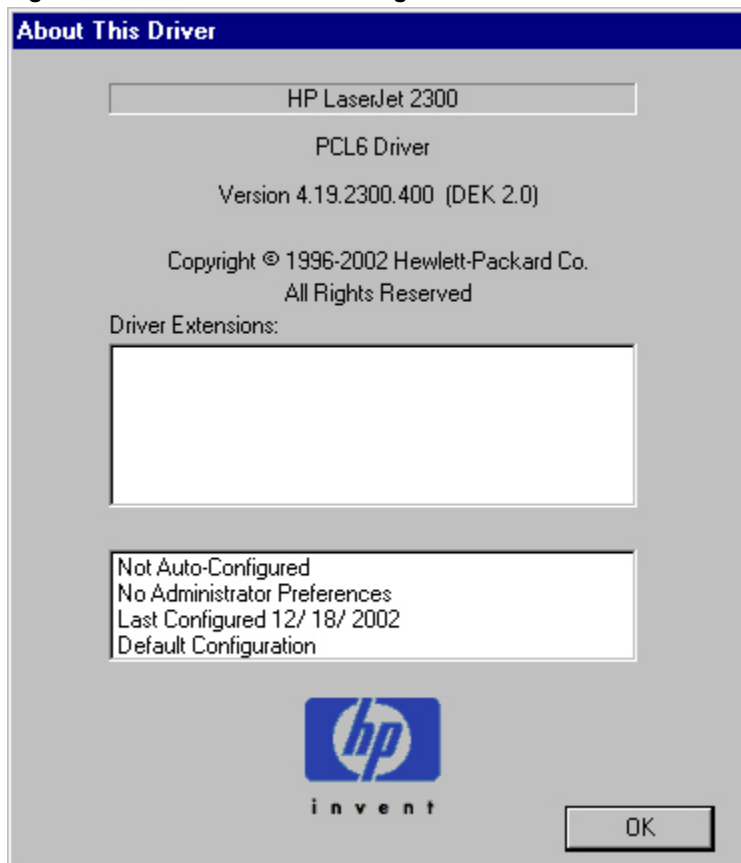 About This Driver
HP LaserJet 2300
PCL6 Driver
Version 4.19.2300.400 (DEK 2.0)
Copyright © 1996-2002 Hewlett-Packard Co.
All Rights Reserved
Driver Extensions:
Not Auto-Configured
No Administrator Preferences
Last Configured 12/ 18/ 2002
Default Configuration
hp
invent
OK